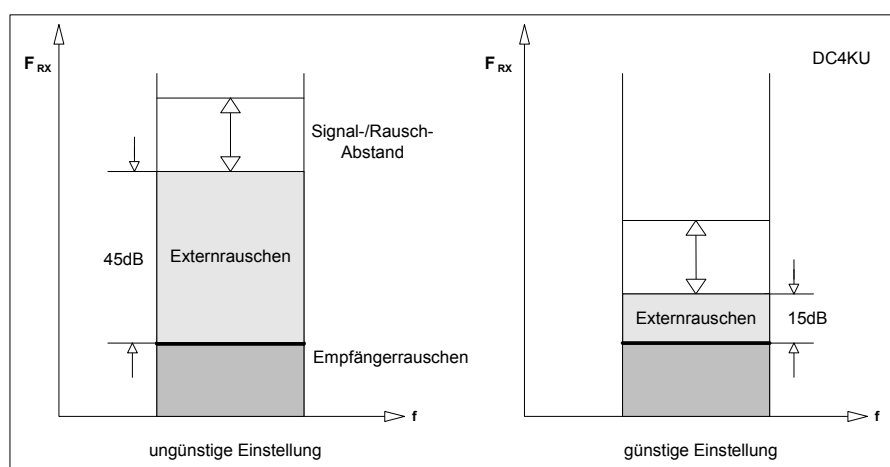 F RX
Signal-/Rausch-
Abstand
45dB
Externrauschen
Empfängerrauschen
f
ungünstige Einstellung
F RX
DC4KU
Externrauschen
15dB
f
günstige Einstellung